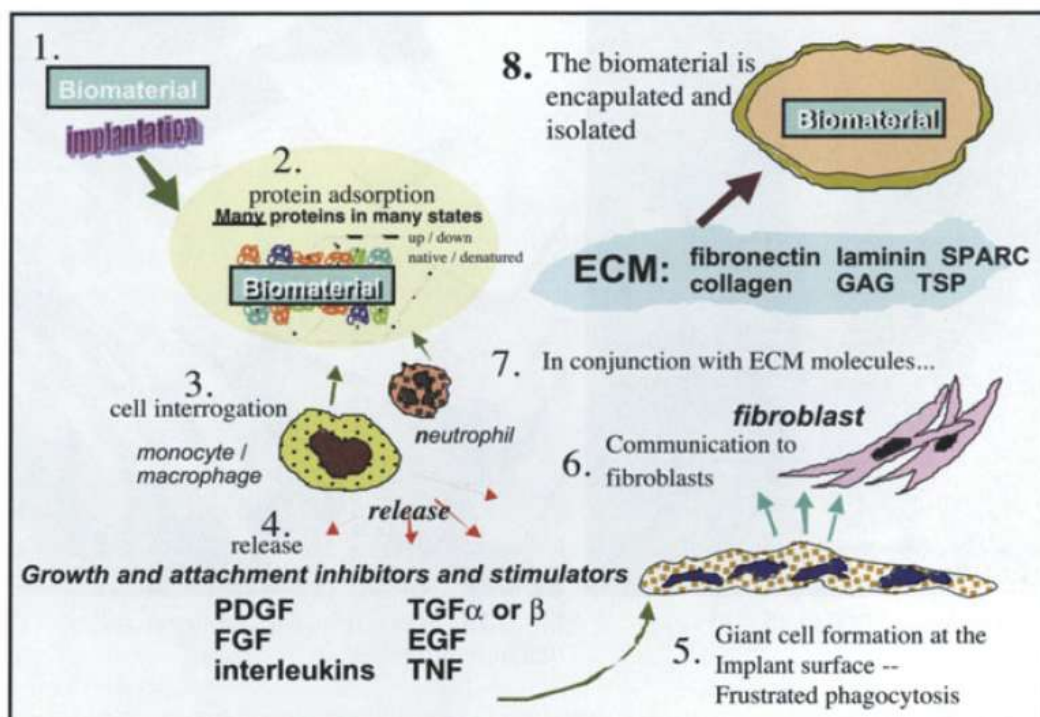 1.
Biomaterial
implantation
2.
protein adsorption
Many proteins in many states
up / down
native / denatured
Biomaterial
3.
cell interrogation
monocyte /
macrophage
neutrophil
4.
release
release
Growth and attachment inhibitors and stimulators
PDGF TGFα or β
FGF EGF
interleukins TNF
5. Giant cell formation at the
Implant surface --
Frustrated phagocytosis
6. Communication to
fibroblasts
fibroblast
7. In conjunction with ECM molecules...
ECM: fibronectin laminin SPARC
collagen GAG TSP
8. The biomaterial is
encapulated and
isolated
Biomaterial